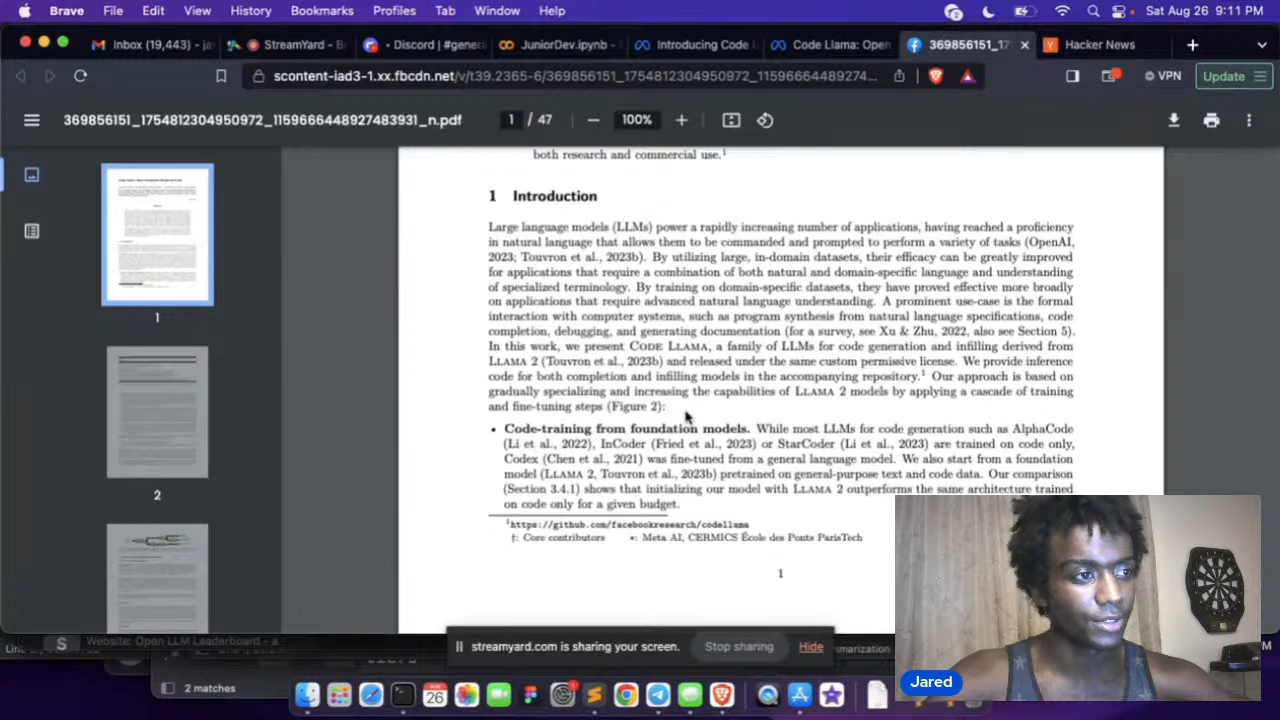 Brave File Edit View History Bookmarks Profiles Tab Window Help 2 Sat Aug 26 9:11 PM
Inbox (19,443) - ja StreamYard - B Discord | #gener JuniorDev.ipynb - Introducing Code L Code Llama: Open 369856151_17 Hacker News
scontent-iad3-1.xx.fbcdn.net/v/t39.2365-6/369856151_1754812304950972_11596664489274... VPN Update
369856151_1754812304950972_1159666448927483931_n.pdf 1 / 47 100%
both research and commercial use.1
1 Introduction
Large language models (LLMs) power a rapidly increasing number of applications, having reached a proficiency
in natural language that allows them to be commanded and prompted to perform a variety of tasks (OpenAI,
2023; Touvron et al., 2023b). By utilizing large, in-domain datasets, their efficacy can be greatly improved
for applications that require a combination of both natural and domain-specific language and understanding
of specialized terminology. By training on domain-specific datasets, they have proved effective more broadly
on applications that require advanced natural language understanding. A prominent use-case is the formal
interaction with computer systems, such as program synthesis from natural language specifications, code
completion, debugging, and generating documentation (for a survey, see Xu & Zhu, 2022, also see Section 5).
In this work, we present CODE LLAMA, a family of LLMs for code generation and infilling derived from
LLAMA 2 (Touvron et al., 2023b) and released under the same custom permissive license. We provide inference
code for both completion and infilling models in the accompanying repository.1 Our approach is based on
gradually specializing and increasing the capabilities of LLAMA 2 models by applying a cascade of training
and fine-tuning steps (Figure 2):
• Code-training from foundation models. While most LLMs for code generation such as AlphaCode
(Li et al., 2022), InCoder (Fried et al., 2023) or StarCoder (Li et al., 2023) are trained on code only,
Codex (Chen et al., 2021) was fine-tuned from a general language model. We also start from a foundation
model (LLAMA 2, Touvron et al., 2023b) pretrained on general-purpose text and code data. Our comparison
(Section 3.4.1) shows that initializing our model with LLAMA 2 outperforms the same architecture trained
on code only for a given budget.
1https://github.com/facebookresearch/codellama
†: Core contributors ∗: Meta AI, CERMICS École des Ponts ParisTech
1
1
2
S Website: Open LLM Leaderboard - a
streamyard.com is sharing your screen. Stop sharing Hide
2 matches
AUG
26
Jared